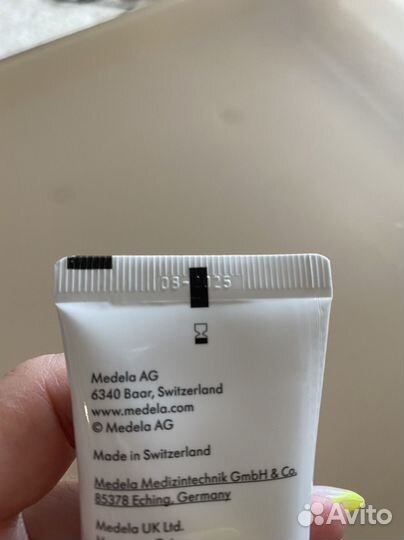 Medela AG
6340 Baar, Switzerland
www.medela.com
© Medela AG
Made in Switzerland
Medela Medizintechnik GmbH & Co.
85378 Eching, Germany
Medela UK Ltd.
Avito